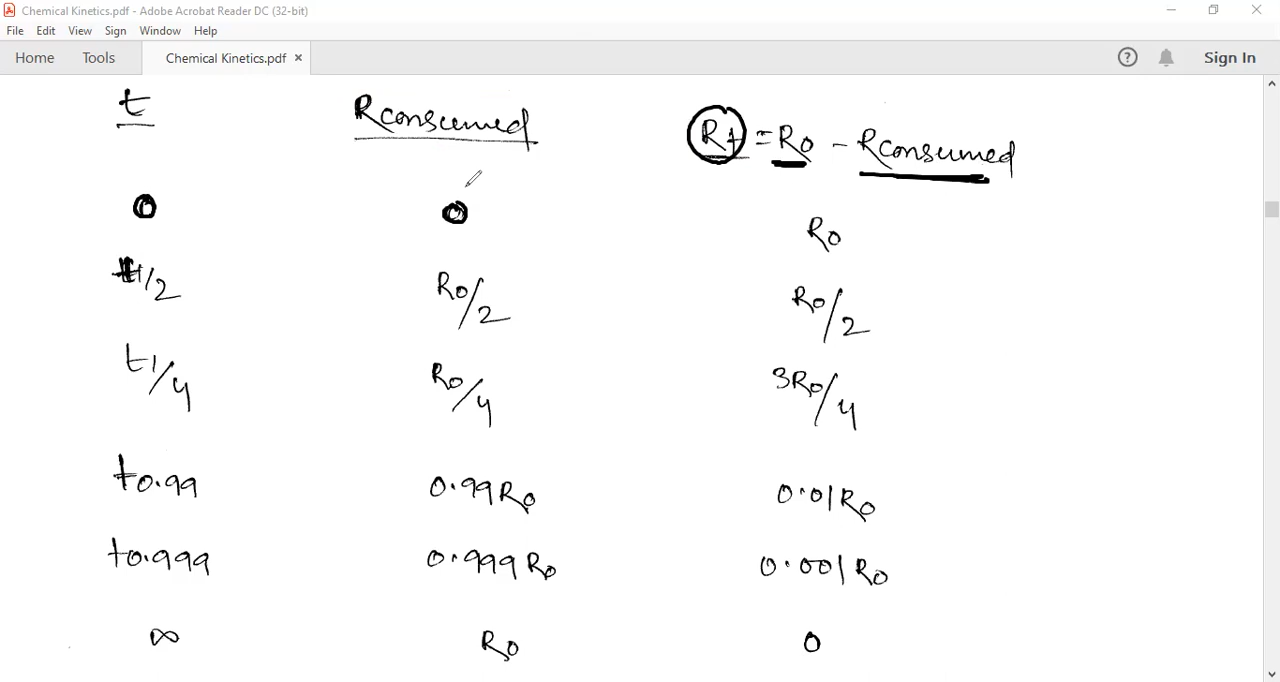 Chemical Kinetics.pdf - Adobe Acrobat Reader DC (32-bit)
File Edit View Sign Window Help
Home Tools Chemical Kinetics.pdf × Sign In
t Rconsumed Rt = R0 - Rconsumed
0 0 R0
t1/2 R0/2 R0/2
t1/4 R0/4 3R0/4
t0.99 0.99R0 0.01R0
t0.999 0.999R0 0.001R0
∞ R0 0